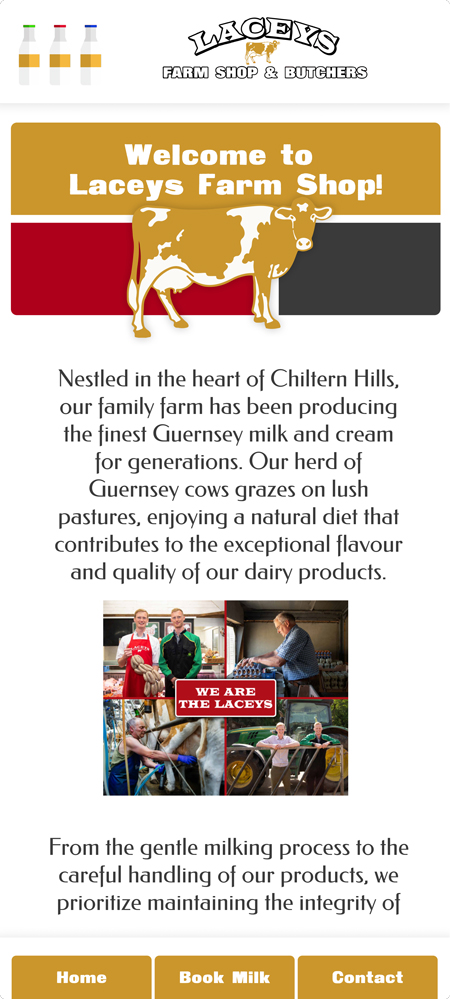 LACEYS
FARM SHOP & BUTCHERS
Welcome to
Laceys Farm Shop!
Nestled in the heart of Chiltern Hills,
our family farm has been producing
the finest Guernsey milk and cream
for generations. Our herd of
Guernsey cows grazes on lush
pastures, enjoying a natural diet that
contributes to the exceptional flavour
and quality of our dairy products.
WE ARE
THE LACEYS
From the gentle milking process to the
careful handling of our products, we
prioritize maintaining the integrity of
Home
Book Milk
Contact